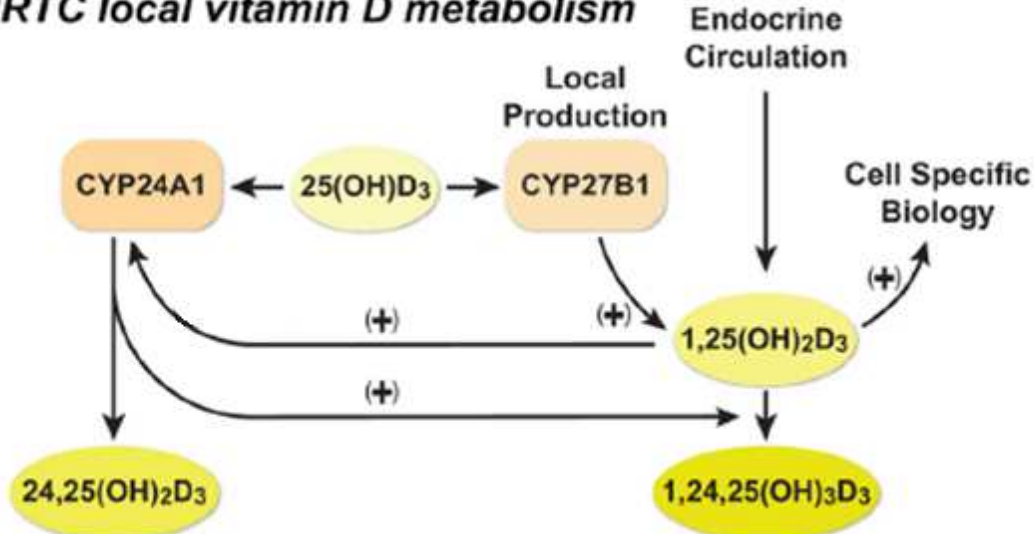 RTC local vitamin D metabolism
Endocrine
Circulation
Local
Production
CYP24A1
25(OH)D₃
CYP27B1
Cell Specific
Biology
(+)
(+)
(+)
1,25(OH)₂D₃
(+)
24,25(OH)₂D₃
1,24,25(OH)₃D₃